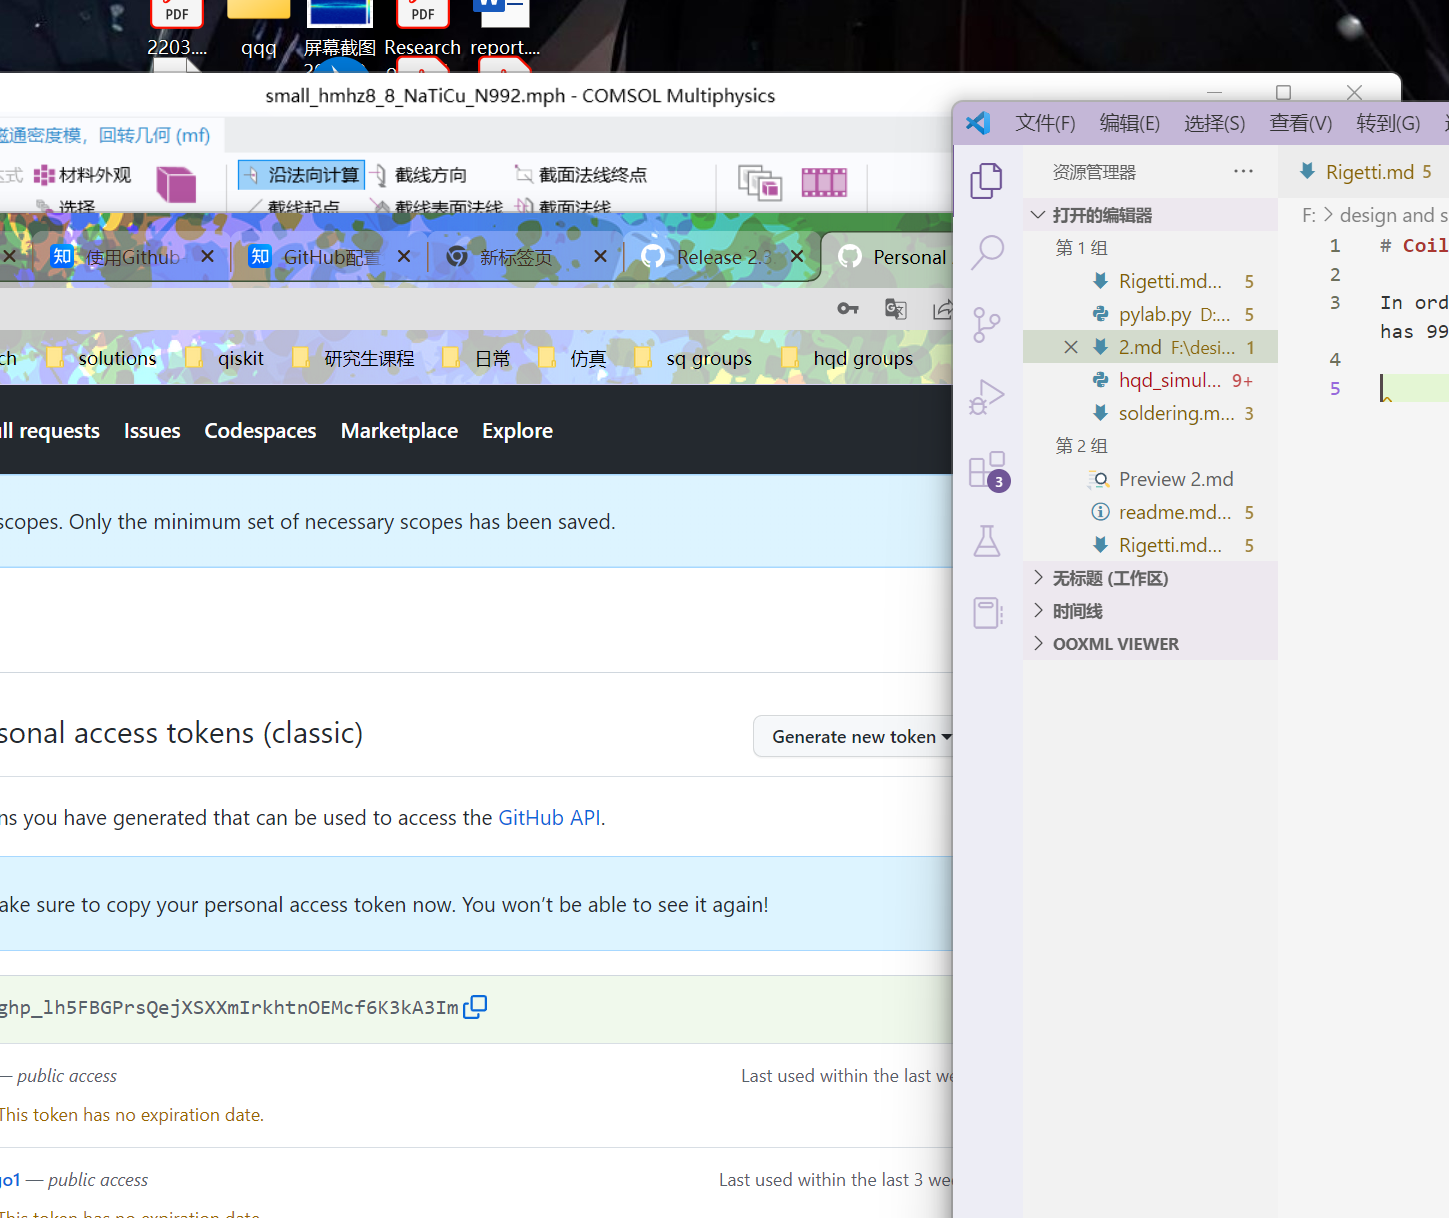 2203....
qqq
屏幕截图
Research
report....
small_hmhz8_8_NaTiCu_N992.mph - COMSOL Multiphysics
磁通密度模，回转几何 (mf)
达式
材料外观
沿法向计算
截线方向
截面法线终点
选择
截线起点
截线表面法线
截面法线
使用Github
GitHub配置
新标签页
Release 2.3
Personal
ch
solutions
qiskit
研究生课程
日常
仿真
sq groups
hqd groups
ll requests Issues Codespaces Marketplace Explore
scopes. Only the minimum set of necessary scopes has been saved.
sonal access tokens (classic)
Generate new token
ns you have generated that can be used to access the GitHub API.
ake sure to copy your personal access token now. You won't be able to see it again!
[access token omitted]
— public access
Last used within the last we
This token has no expiration date.
go1 — public access
Last used within the last 3 wee
This token has no expiration date.
文件(F) 编辑(E) 选择(S) 查看(V) 转到(G)
资源管理器 ···
打开的编辑器
第 1 组
Rigetti.md... 5
pylab.py D:... 5
2.md F:\desi... 1
hqd_simul... 9+
soldering.m... 3
第 2 组
Preview 2.md
readme.md... 5
Rigetti.md... 5
无标题 (工作区)
时间线
OOXML VIEWER
3
Rigetti.md 5
F: > design and s
1 # Coil
2
3 In ord
has 99
4
5